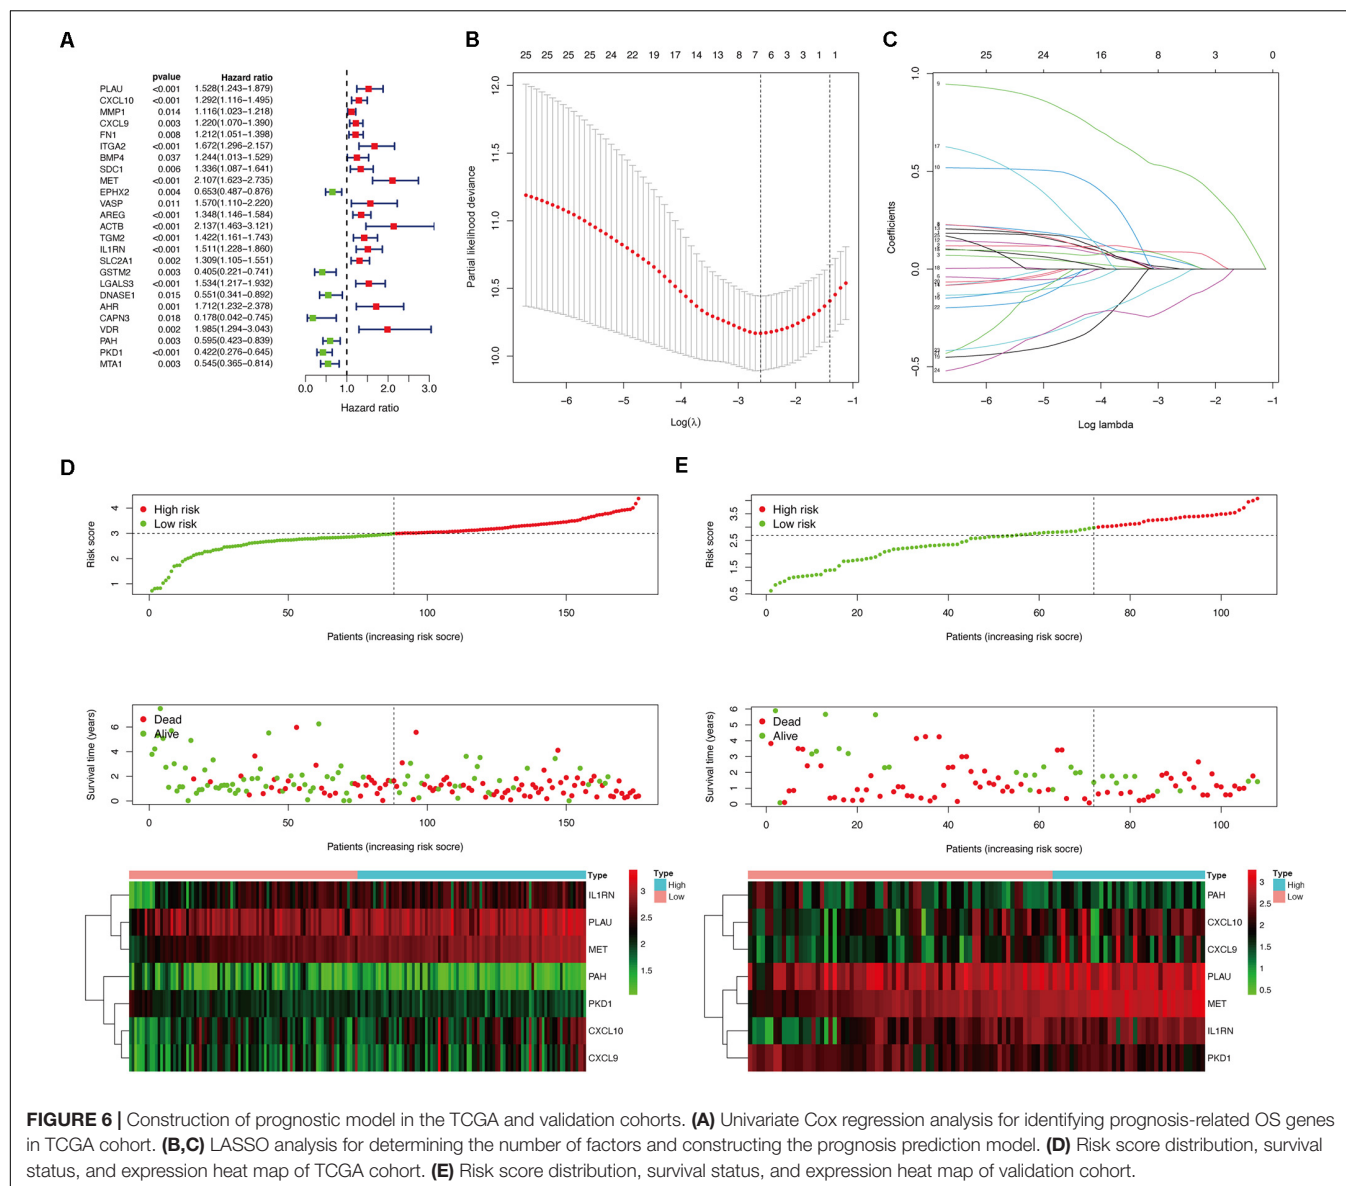 A
pvalue Hazard ratio
PLAU <0.001 1.528(1.243−1.879)
CXCL10 <0.001 1.292(1.116−1.495)
MMP1 0.014 1.116(1.023−1.218)
CXCL9 0.003 1.220(1.070−1.390)
FN1 0.008 1.212(1.051−1.398)
ITGA2 <0.001 1.672(1.296−2.157)
BMP4 0.037 1.244(1.013−1.529)
SDC1 0.006 1.336(1.087−1.641)
MET <0.001 2.107(1.623−2.735)
EPHX2 0.004 0.653(0.487−0.876)
VASP 0.011 1.570(1.110−2.220)
AREG <0.001 1.348(1.146−1.584)
ACTB <0.001 2.137(1.463−3.121)
TGM2 <0.001 1.422(1.161−1.743)
IL1RN <0.001 1.511(1.228−1.860)
SLC2A1 0.002 1.309(1.105−1.551)
GSTM2 0.003 0.405(0.221−0.741)
LGALS3 <0.001 1.534(1.217−1.932)
DNASE1 0.015 0.551(0.341−0.892)
AHR 0.001 1.712(1.232−2.378)
CAPN3 0.018 0.178(0.042−0.745)
VDR 0.002 1.985(1.294−3.043)
PAH 0.003 0.595(0.423−0.839)
PKD1 <0.001 0.422(0.276−0.645)
MTA1 0.003 0.545(0.365−0.814)
0.0 1.0 2.0 3.0
Hazard ratio
B
25 25 25 25 24 22 19 17 14 13 8 7 6 3 3 1 1
12.0
11.5
11.0
10.5
10.0
Partial likelihood deviance
−6 −5 −4 −3 −2 −1
Log(λ)
C
25 24 16 8 3 0
1.0
0.0
−0.5
Coefficients
9
17
10
3
18
22
24
−6 −5 −4 −3 −2 −1
Log lambda
D
High risk
Low risk
4
3
2
1
Risk score
0 50 100 150
Patients (increasing risk socre)
Dead
Alive
6
4
2
0
Survival time (years)
0 50 100 150
Patients (increasing risk score)
Type
IL1RN
PLAU
MET
PAH
PKD1
CXCL10
CXCL9
3
2.5
2
1.5
Type
High
Low
E
High risk
Low risk
3.5
2.5
1.5
0.5
Risk score
0 20 40 60 80 100
Patients (increasing risk socre)
Dead
Alive
6
5
4
3
2
1
0
Survival time (years)
0 20 40 60 80 100
Patients (increasing risk score)
Type
PAH
CXCL10
CXCL9
PLAU
MET
IL1RN
PKD1
3
2.5
2
1.5
1
0.5
Type
High
Low
FIGURE 6 | Construction of prognostic model in the TCGA and validation cohorts. (A) Univariate Cox regression analysis for identifying prognosis-related OS genes
in TCGA cohort. (B,C) LASSO analysis for determining the number of factors and constructing the prognosis prediction model. (D) Risk score distribution, survival
status, and expression heat map of TCGA cohort. (E) Risk score distribution, survival status, and expression heat map of validation cohort.